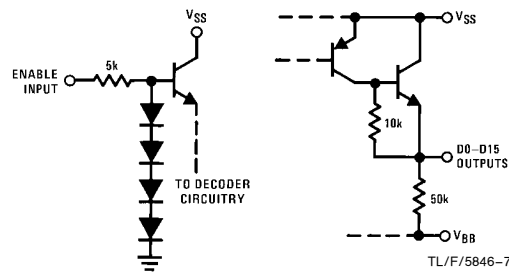 VSS
ENABLE
INPUT
5k
TO DECODER
CIRCUITRY
VSS
10k
D0–D15
OUTPUTS
50k
VBB
TL/F/5846–7